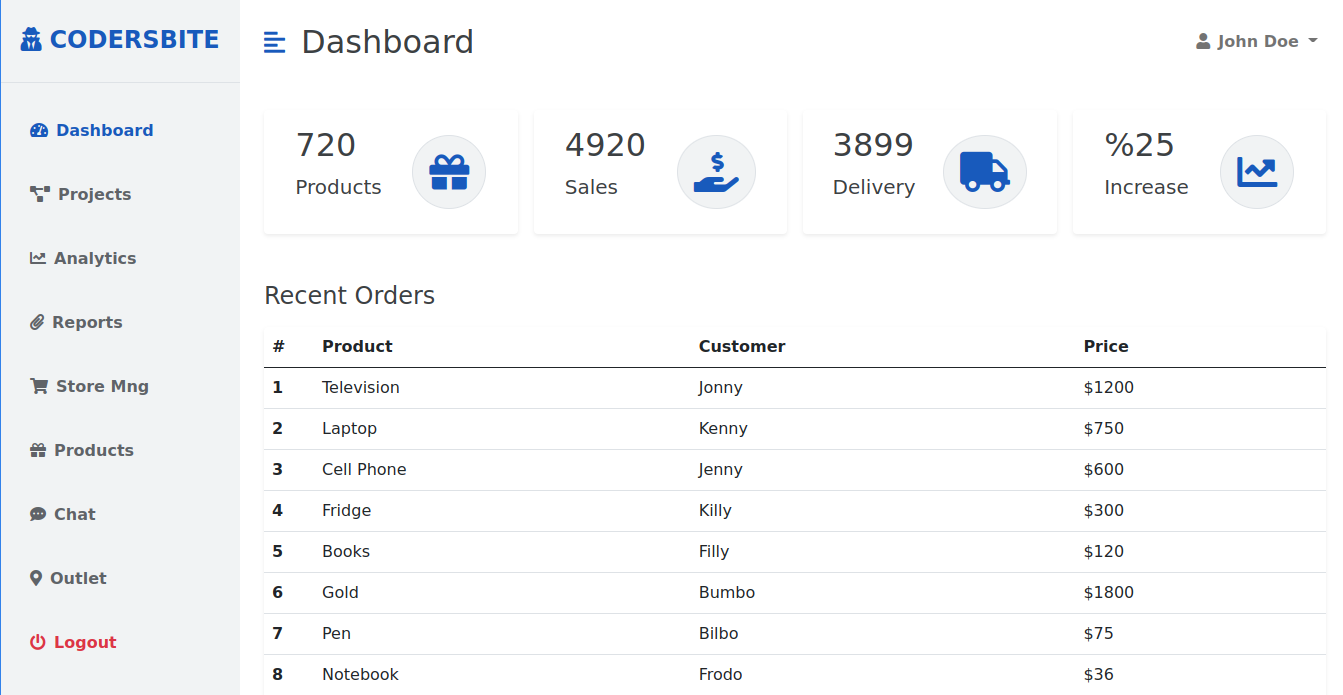 CODERSBITE
Dashboard
John Doe
Dashboard
Projects
Analytics
Reports
Store Mng
Products
Chat
Outlet
Logout
720
Products
4920
Sales
3899
Delivery
%25
Increase
Recent Orders
# Product Customer Price
1 Television Jonny $1200
2 Laptop Kenny $750
3 Cell Phone Jenny $600
4 Fridge Killy $300
5 Books Filly $120
6 Gold Bumbo $1800
7 Pen Bilbo $75
8 Notebook Frodo $36